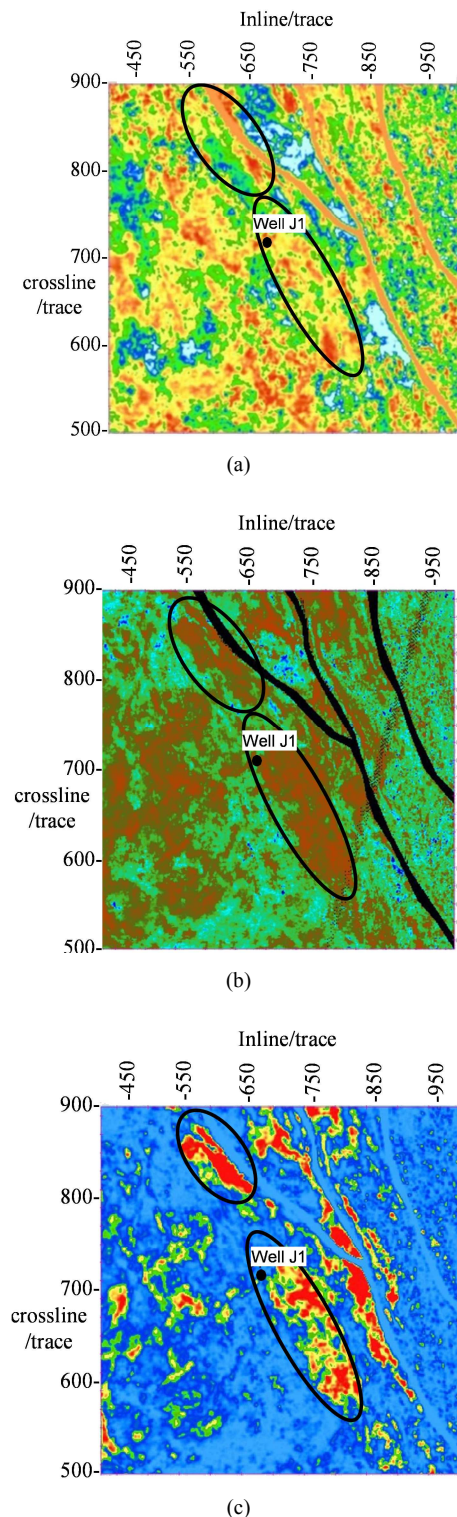 Inline/trace
-450
-550
-650
-750
-850
-950
900-
800-
Well J1
700-
crossline
/trace
600-
500-
(a)
Inline/trace
-450
-550
-650
-750
-850
-950
900-
800-
Well J1
700-
crossline
/trace
600-
500-
(b)
Inline/trace
-450
-550
-650
-750
-850
-950
900-
800-
Well J1
700-
crossline
/trace
600-
500-
(c)